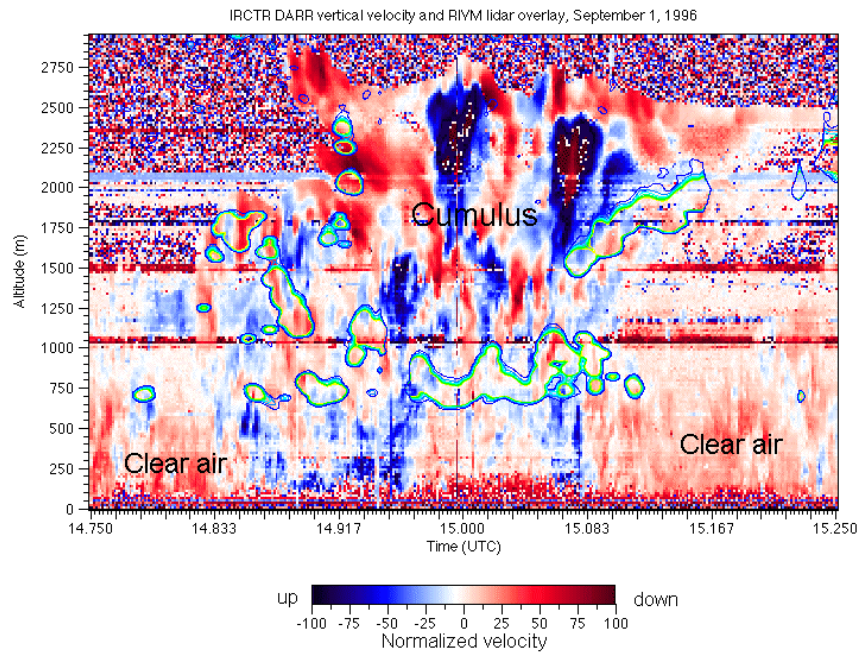 IRCTR DARR vertical velocity and RIVM lidar overlay, September 1, 1996
2750
2500
2250
2000
1750
1500
1250
1000
750
500
250
0
Altitude (m)
Cumulus
Clear air
Clear air
14.750 14.833 14.917 15.000 15.083 15.167 15.250
Time (UTC)
up down
-100 -75 -50 -25 0 25 50 75 100
Normalized velocity